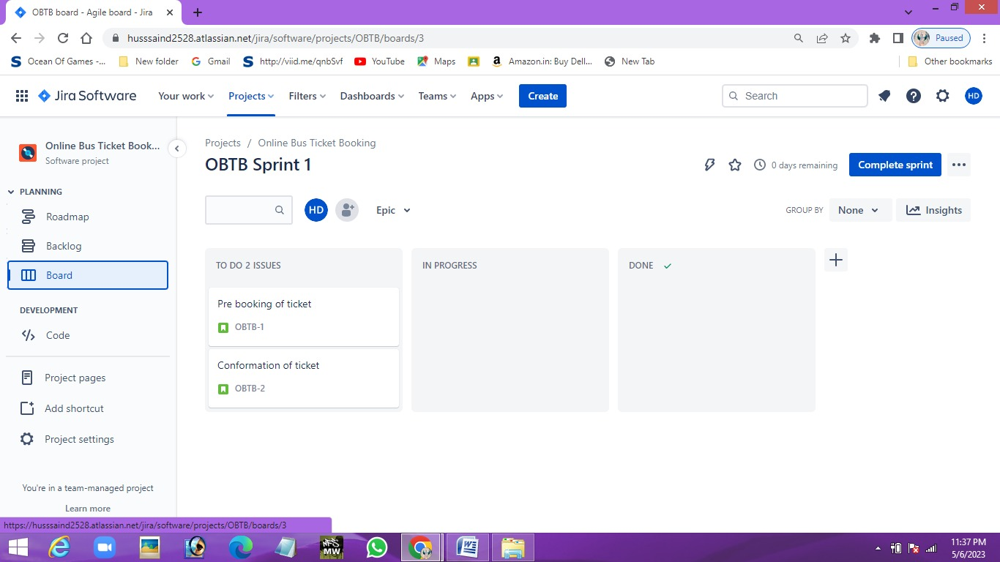 OBTB board - Agile board - Jira
husssaind2528.atlassian.net/jira/software/projects/OBTB/boards/3
Paused
Ocean Of Games -... New folder Gmail http://viid.me/qnbSvf YouTube Maps Amazon.in: Buy Dell... New Tab Other bookmarks
Jira Software Your work Projects Filters Dashboards Teams Apps Create Search HD
Online Bus Ticket Book...
Software project
PLANNING
Roadmap
Backlog
Board
DEVELOPMENT
Code
Project pages
Add shortcut
Project settings
You're in a team-managed project
Learn more
Projects / Online Bus Ticket Booking
OBTB Sprint 1
0 days remaining Complete sprint
HD Epic GROUP BY None Insights
TO DO 2 ISSUES
Pre booking of ticket
OBTB-1
Conformation of ticket
OBTB-2
IN PROGRESS
DONE
https://husssaind2528.atlassian.net/jira/software/projects/OBTB/boards/3
NFS
MW
11:37 PM
5/6/2023